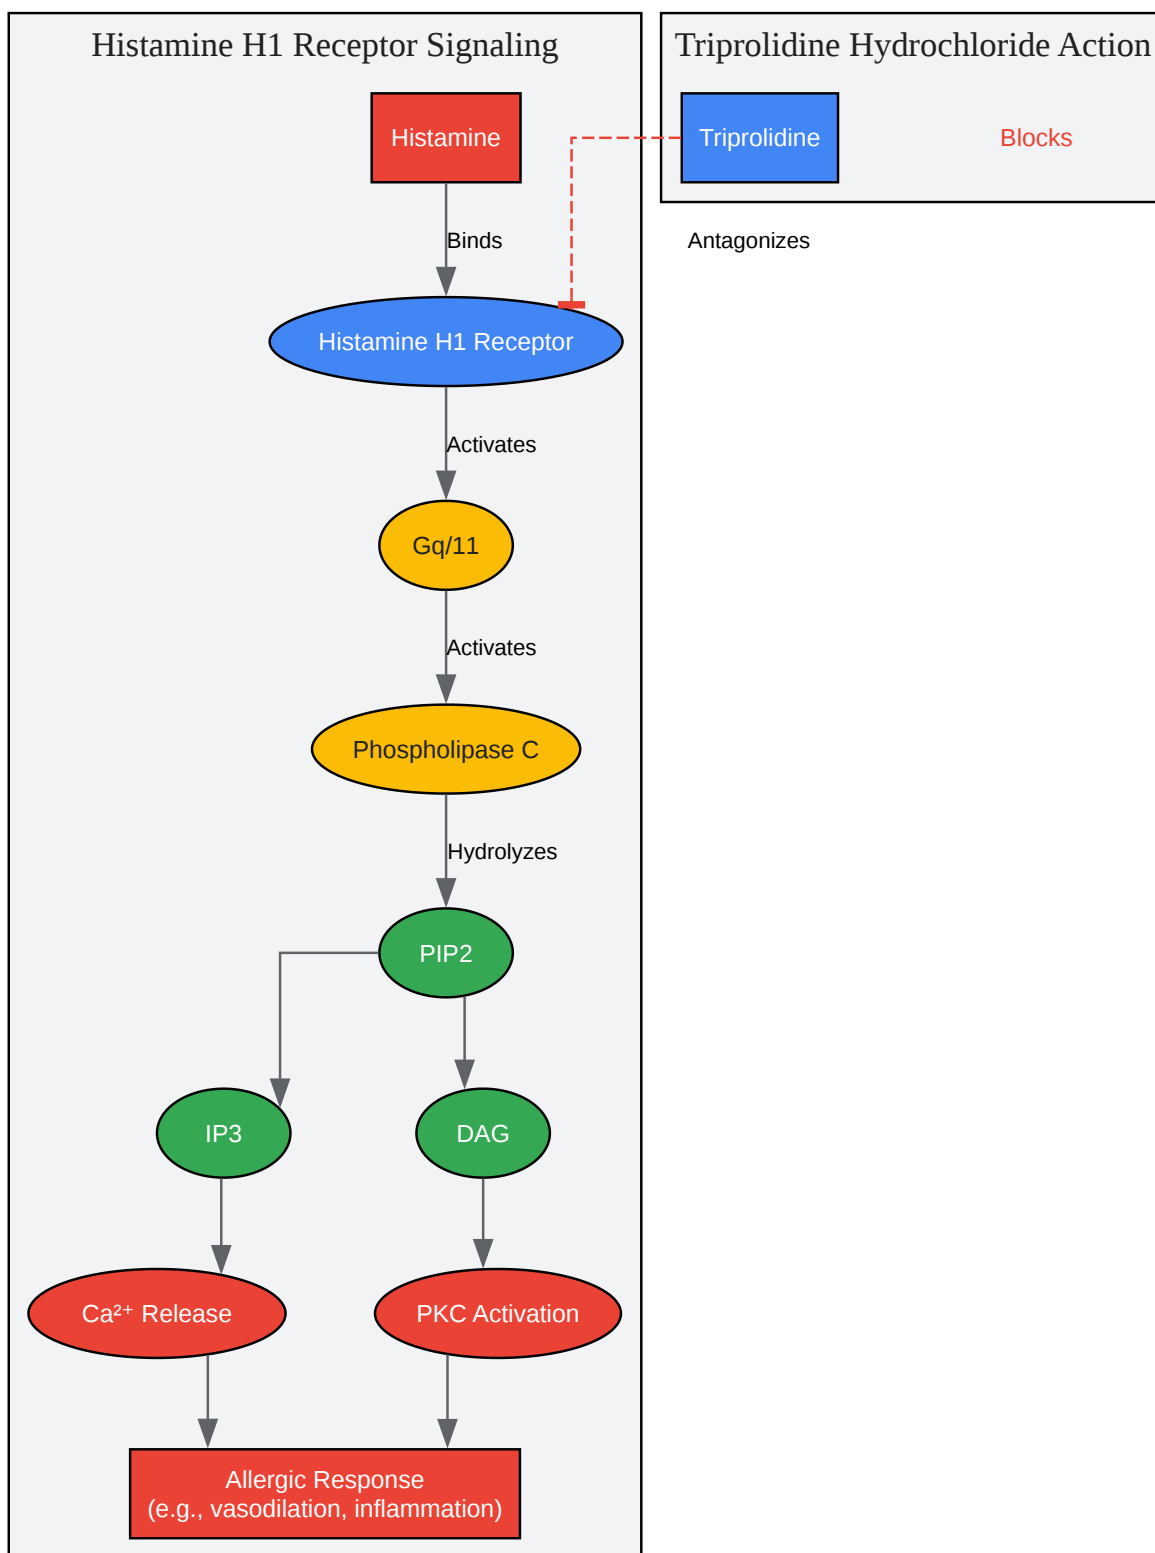 Histamine H1 Receptor Signaling
Triprolidine Hydrochloride Action
Histamine
Triprolidine
Blocks
Binds
Antagonizes
Histamine H1 Receptor
Activates
Gq/11
Activates
Phospholipase C
Hydrolyzes
PIP2
IP3
DAG
Ca²⁺ Release
PKC Activation
Allergic Response
(e.g., vasodilation, inflammation)